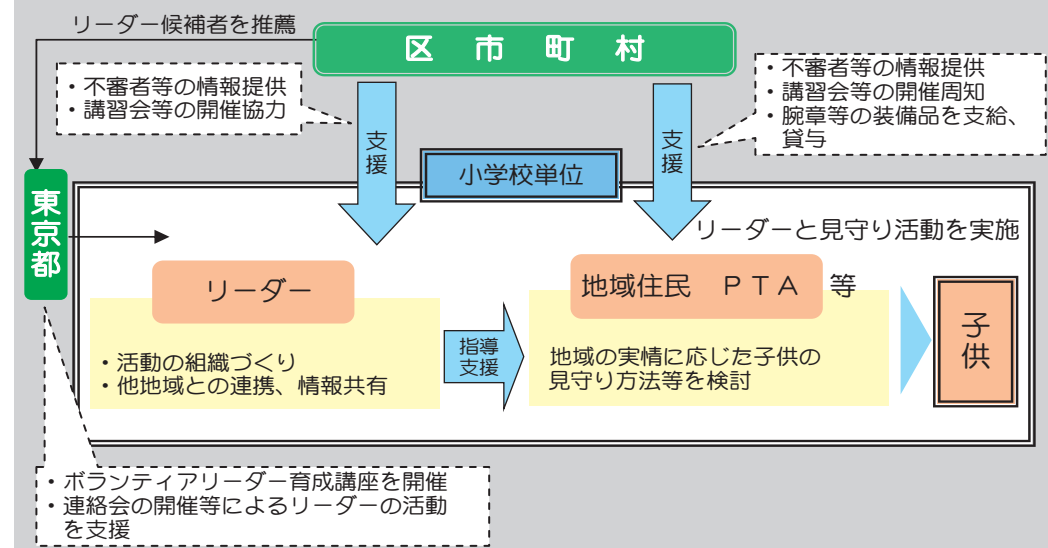 リーダー候補者を推薦
区市町村
・不審者等の情報提供
・講習会等の開催協力
・不審者等の情報提供
・講習会等の開催周知
・腕章等の装備品を支給、
貸与
支援
支援
小学校単位
東京都
リーダーと見守り活動を実施
リーダー
・活動の組織づくり
・他地域との連携、情報共有
指導
支援
地域住民　ＰＴＡ　等
地域の実情に応じた子供の
見守り方法等を検討
子供
・ボランティアリーダー育成講座を開催
・連絡会の開催等によるリーダーの活動
を支援